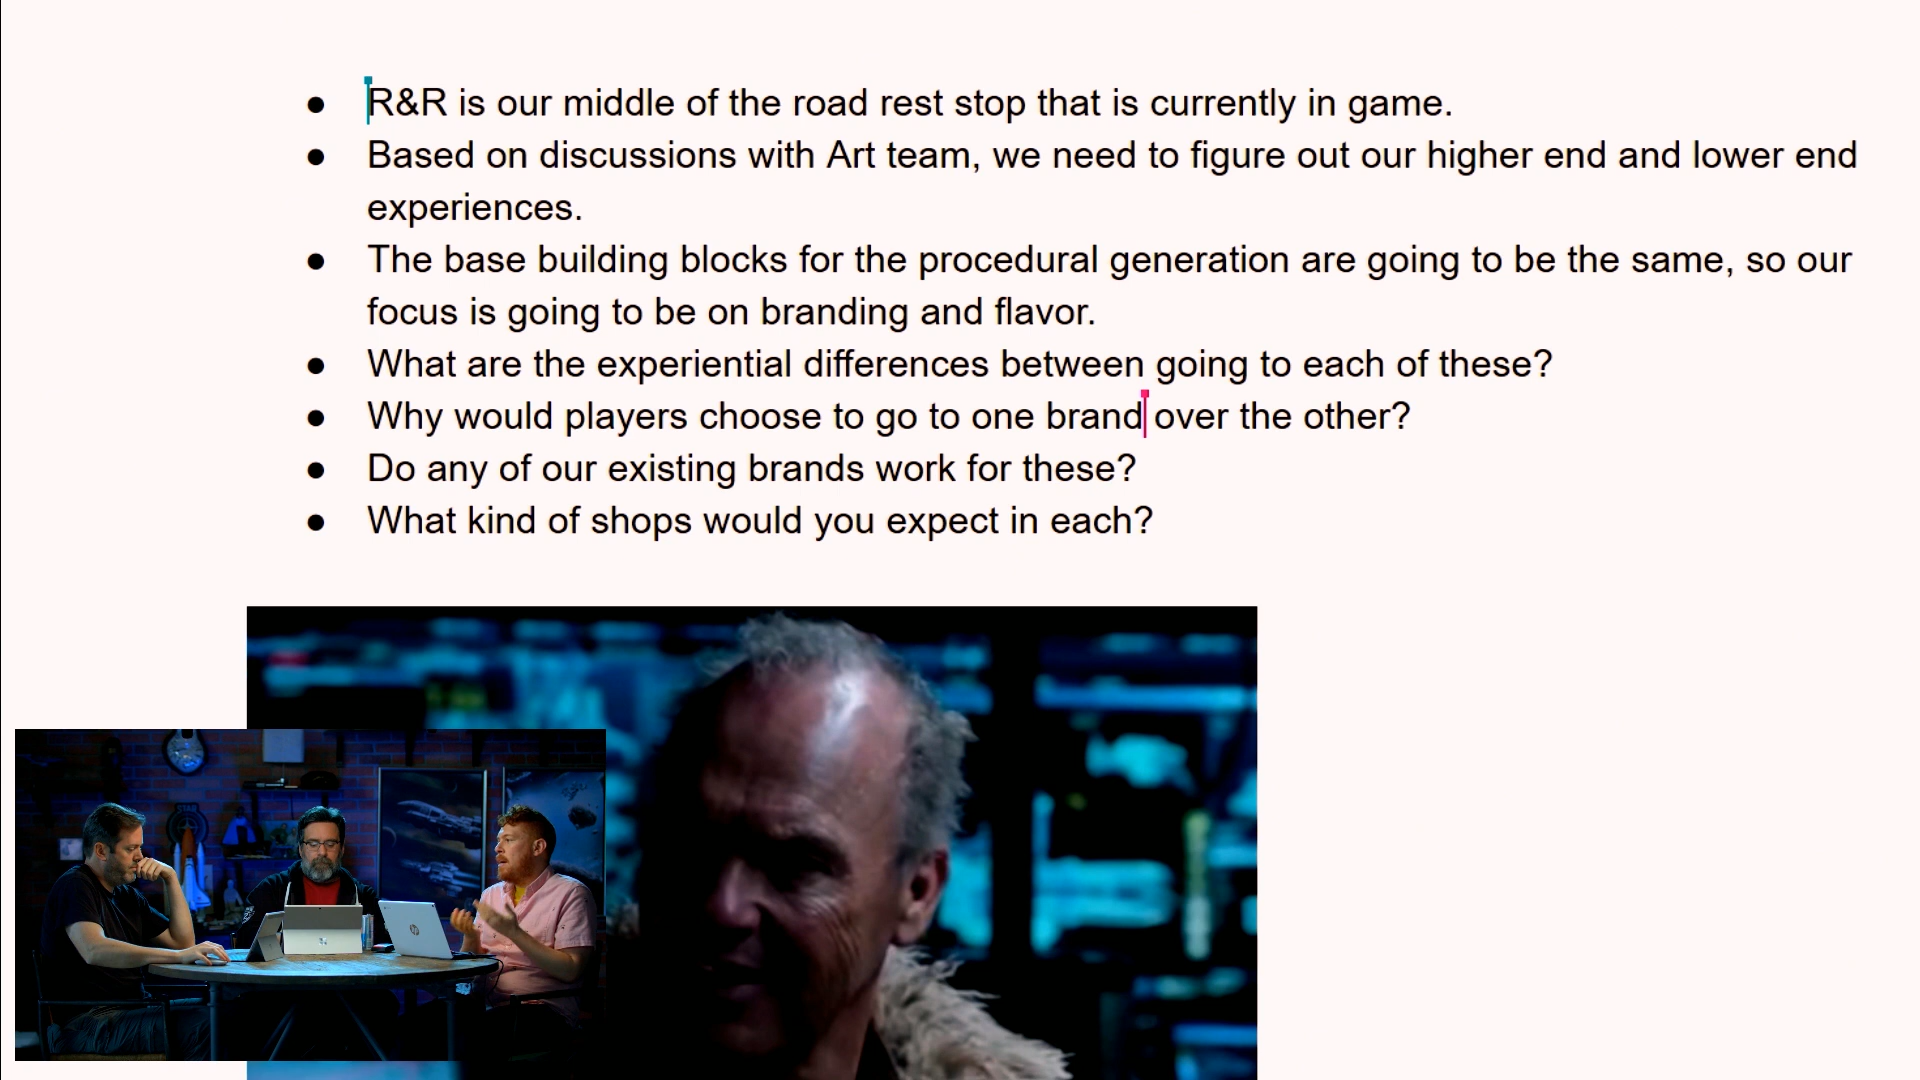 ● R&R is our middle of the road rest stop that is currently in game.
● Based on discussions with Art team, we need to figure out our higher end and lower end
experiences.
● The base building blocks for the procedural generation are going to be the same, so our
focus is going to be on branding and flavor.
● What are the experiential differences between going to each of these?
● Why would players choose to go to one brand over the other?
● Do any of our existing brands work for these?
● What kind of shops would you expect in each?
STAR
hp